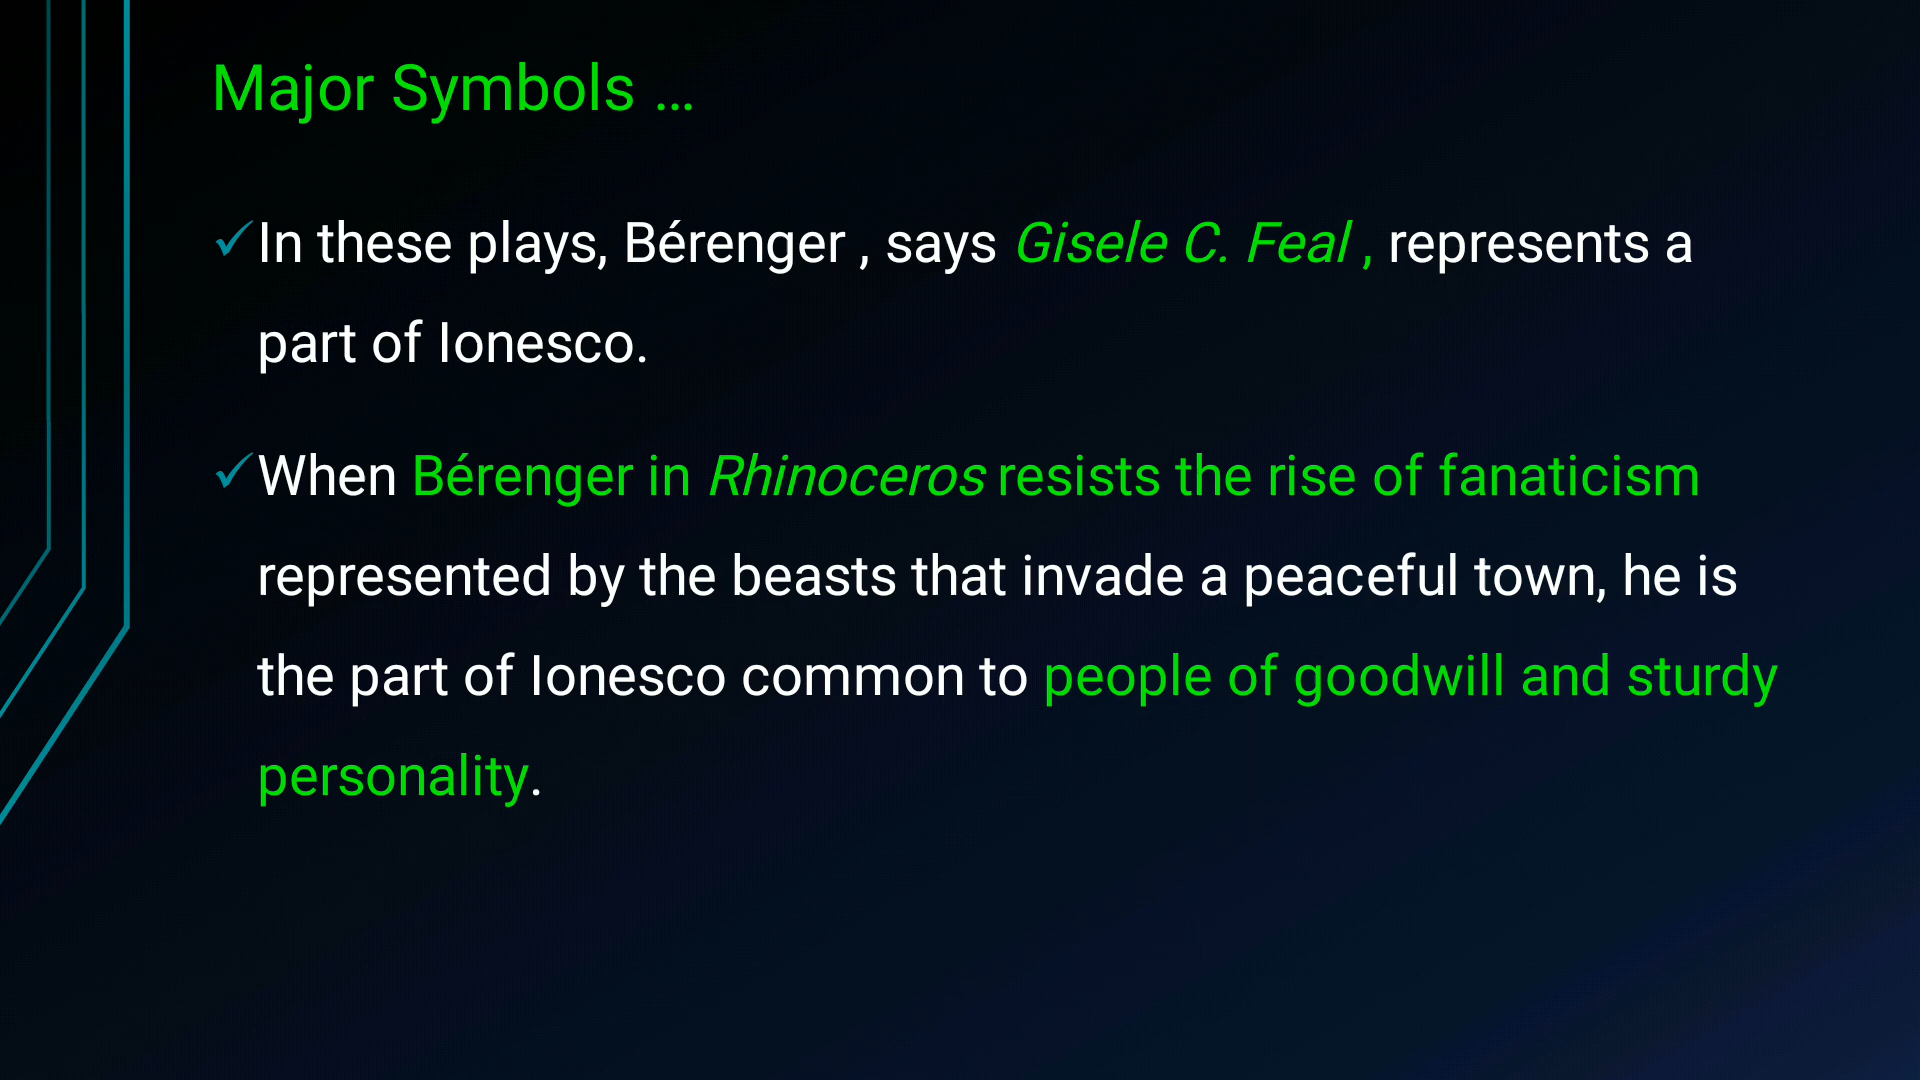 Major Symbols ...
✓In these plays, Bérenger , says Gisele C. Feal , represents a
part of Ionesco.
✓When Bérenger in Rhinoceros resists the rise of fanaticism
represented by the beasts that invade a peaceful town, he is
the part of Ionesco common to people of goodwill and sturdy
personality.